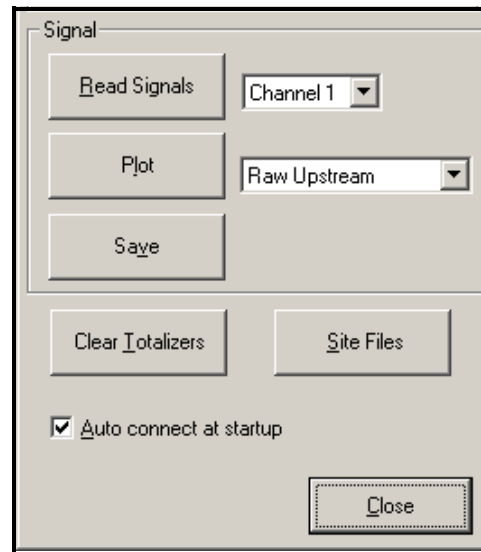 Signal
Read Signals
Channel 1
Plot
Raw Upstream
Save
Clear Totalizers
Site Files
Auto connect at startup
Close